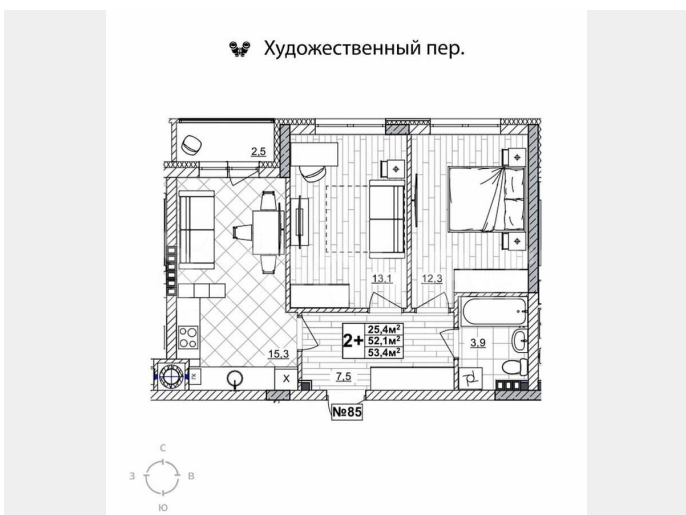 Художественный пер.
2,5
13,1
12,3
15,3
2+
25,4м²
52,1м²
53,4м²
3,9
7,5
X
№85
С
З
В
Ю